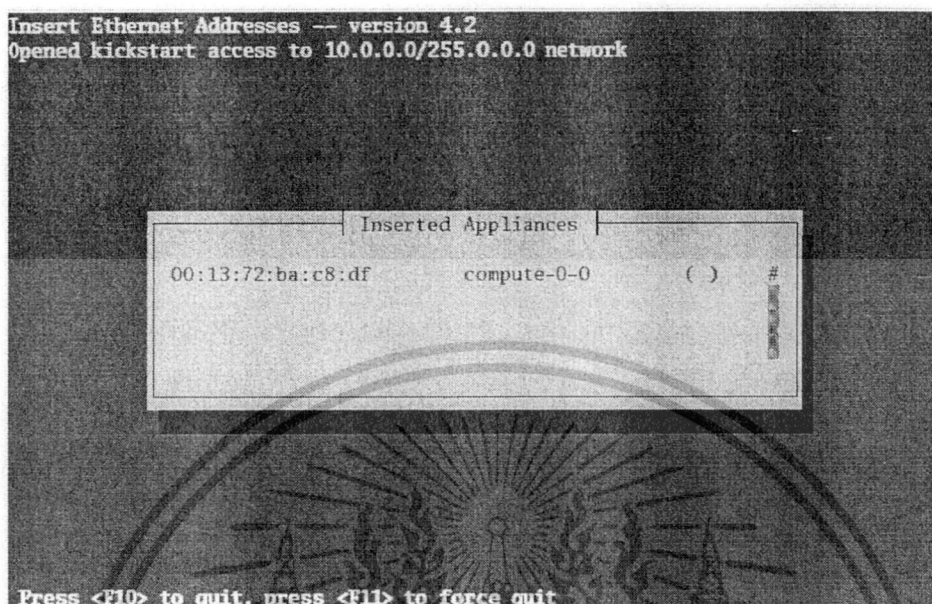 Insert Ethernet Addresses -- version 4.2
Opened kickstart access to 10.0.0.0/255.0.0.0 network
Inserted Appliances
00:13:72:ba:c8:df compute-0-0 ( ) #
Press <F10> to quit, press <F11> to force quit